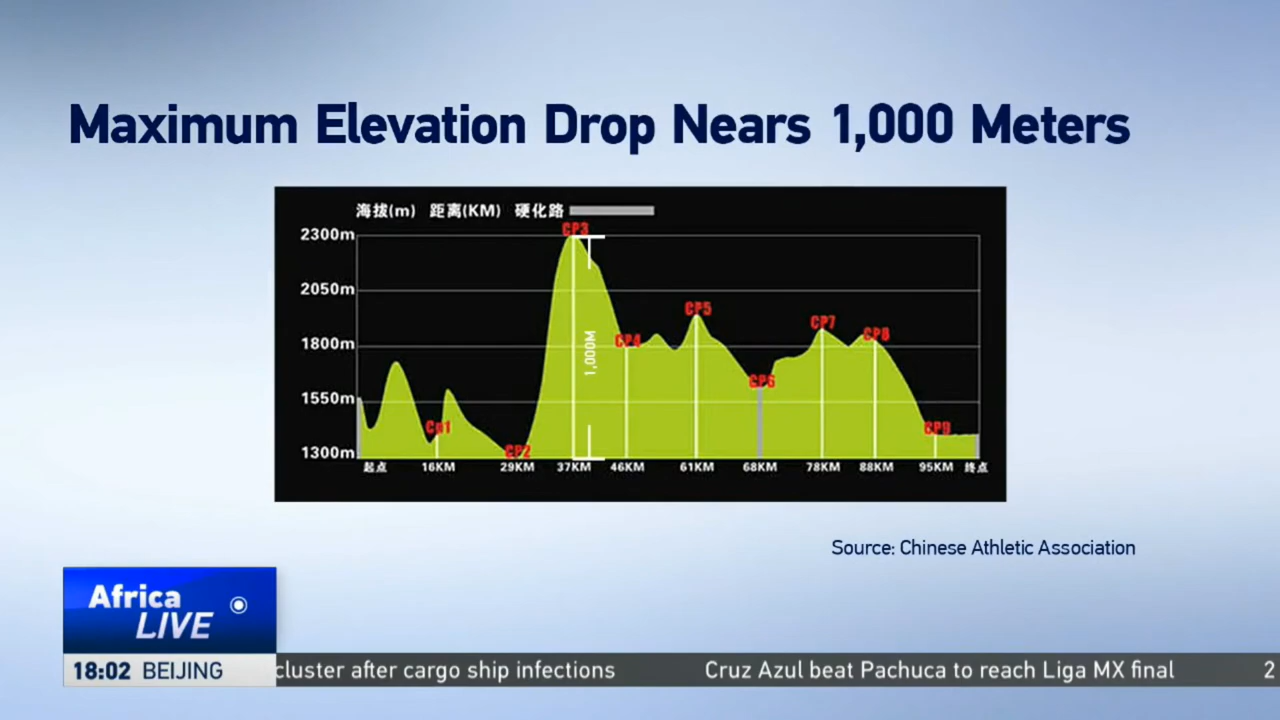 Maximum Elevation Drop Nears 1,000 Meters
海拔(m) 距离(KM) 硬化路
2300m
2050m
1800m
1550m
1300m
CP3
CP5
CP7
CP8
CP4
1,000M
CP6
Cp1
CP9
CP2
起点 16KM 29KM 37KM 46KM 61KM 68KM 78KM 88KM 95KM 终点
Source: Chinese Athletic Association
Africa
LIVE
18:02 BEIJING
cluster after cargo ship infections Cruz Azul beat Pachuca to reach Liga MX final 2